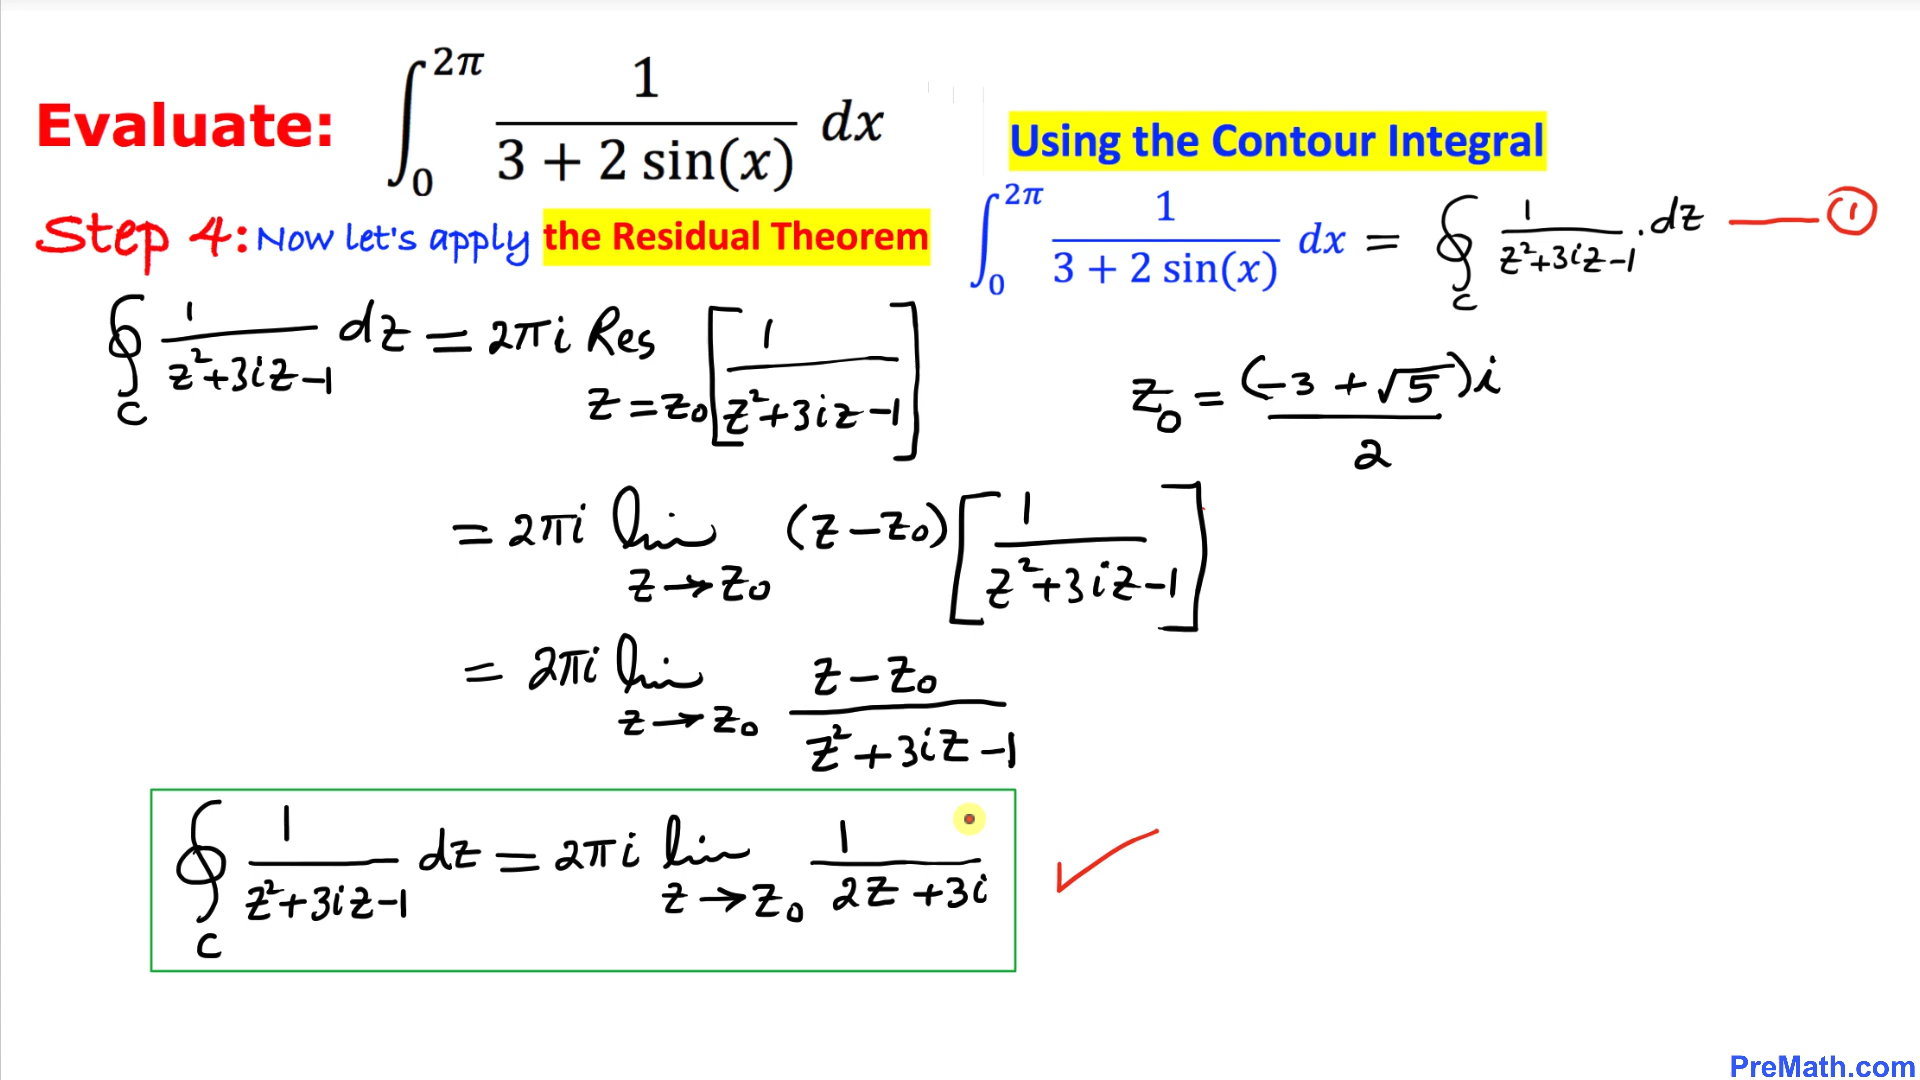 Evaluate: ∫₀^2π 1/(3 + 2 sin(x)) dx
Using the Contour Integral
Step 4: Now let's apply the Residual Theorem
∫₀^2π 1/(3 + 2 sin(x)) dx = ∮_C 1/(z²+3iz-1) . dz —— ①
∮_C 1/(z²+3iz-1) dz = 2πi Res z=z₀ [1/(z²+3iz-1)]
z₀ = (-3 + √5)i/2
= 2πi lim z→z₀ (z-z₀) [1/(z²+3iz-1)]
= 2πi lim z→z₀ (z-z₀)/(z²+3iz-1)
∮_C 1/(z²+3iz-1) dz = 2πi lim z→z₀ 1/(2z+3i) ✓
PreMath.com